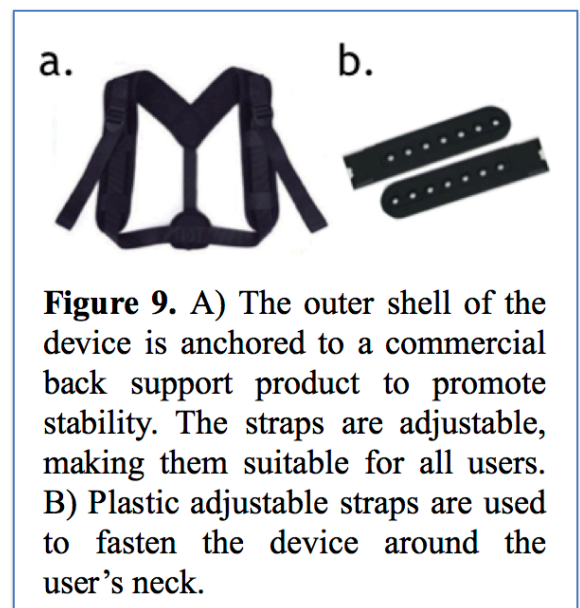 a.
b.
Figure 9. A) The outer shell of the
device is anchored to a commercial
back support product to promote
stability. The straps are adjustable,
making them suitable for all users.
B) Plastic adjustable straps are used
to fasten the device around the
user’s neck.